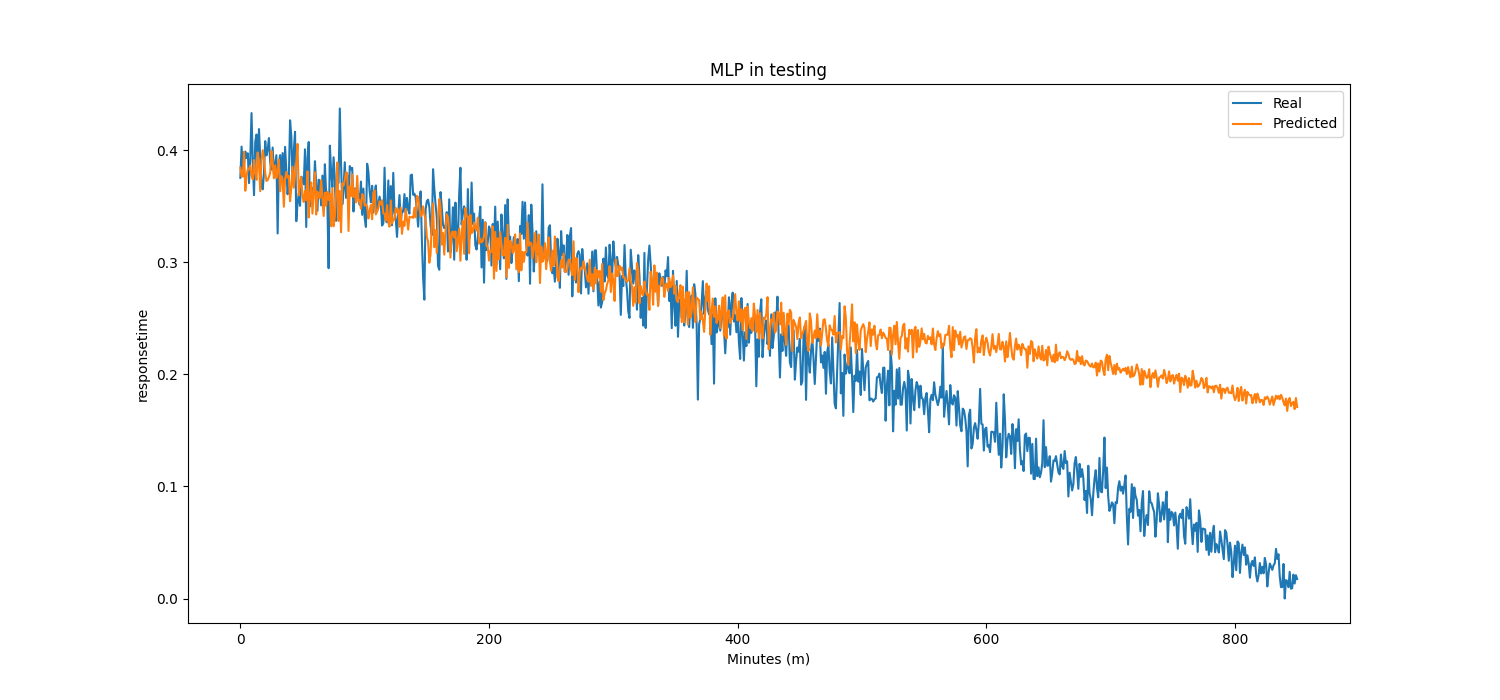 MLP in testing
Real
Predicted
0.4
0.3
0.2
0.1
0.0
responsetime
0 200 400 600 800
Minutes (m)